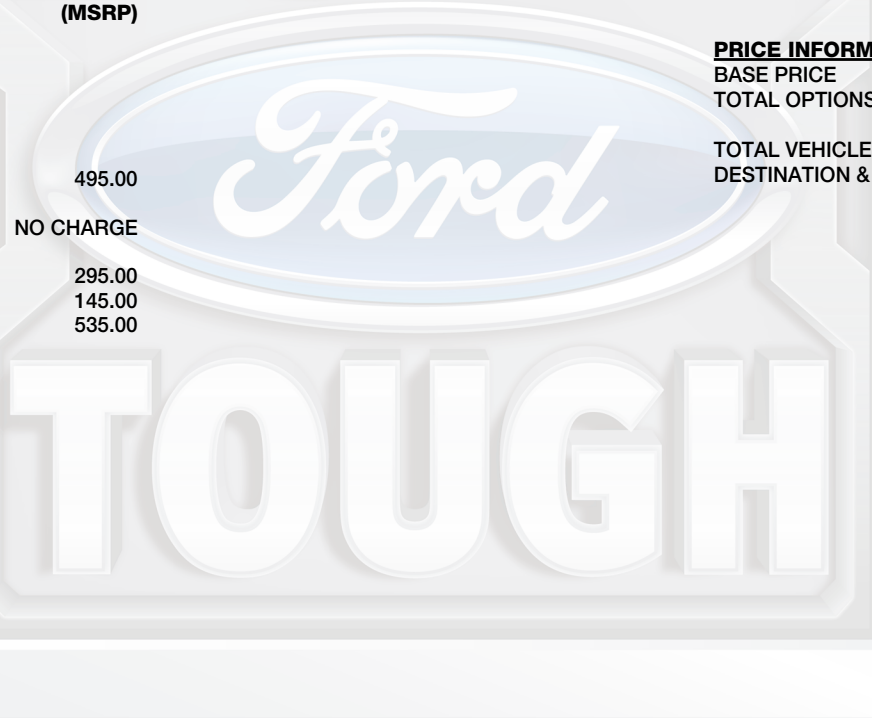 (MSRP)
495.00
NO CHARGE
295.00
145.00
535.00
PRICE INFORM
BASE PRICE
TOTAL OPTIONS
TOTAL VEHICLE
DESTINATION &
Ford
TOUGH